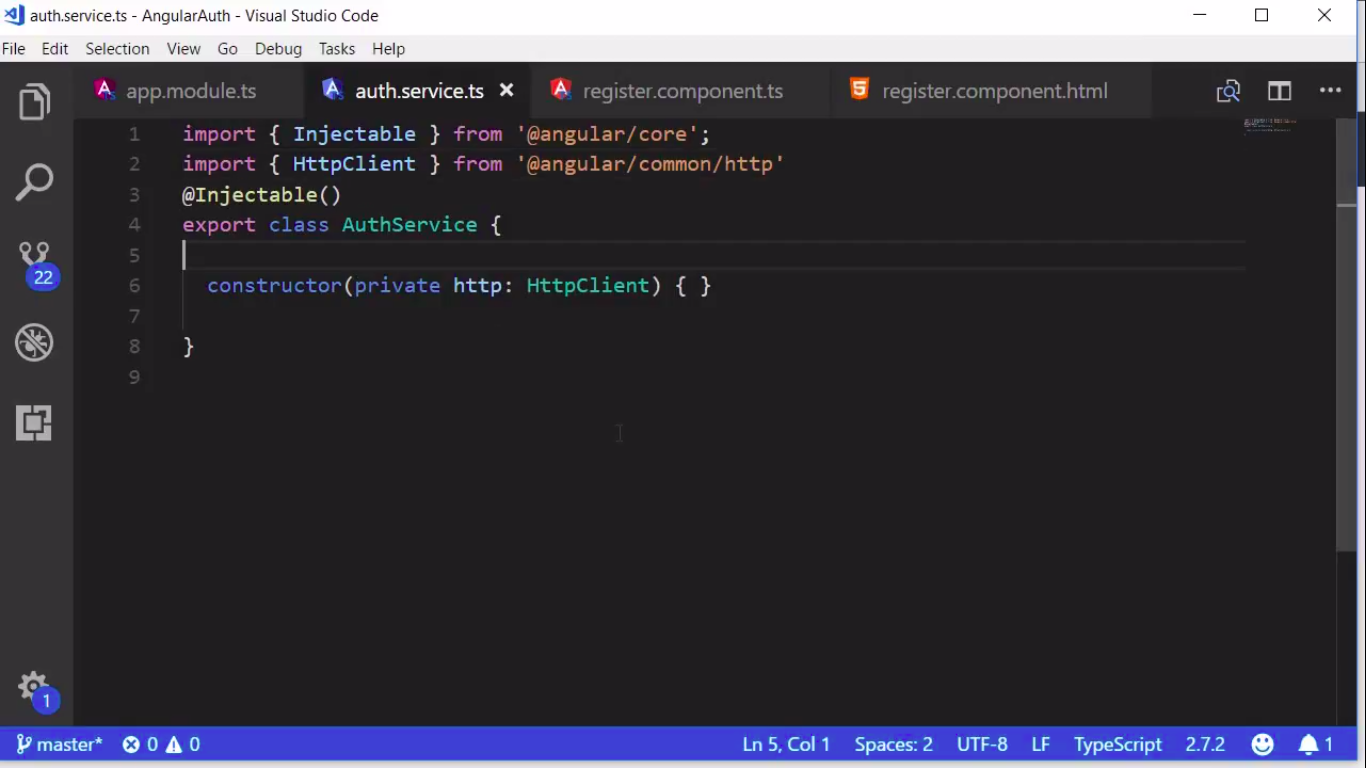 auth.service.ts - AngularAuth - Visual Studio Code
File Edit Selection View Go Debug Tasks Help
app.module.ts auth.service.ts register.component.ts register.component.html
1 import { Injectable } from '@angular/core';
2 import { HttpClient } from '@angular/common/http'
3 @Injectable()
4 export class AuthService {
5
6 constructor(private http: HttpClient) { }
7
8 }
9
22
1
master* 0 0 Ln 5, Col 1 Spaces: 2 UTF-8 LF TypeScript 2.7.2 1